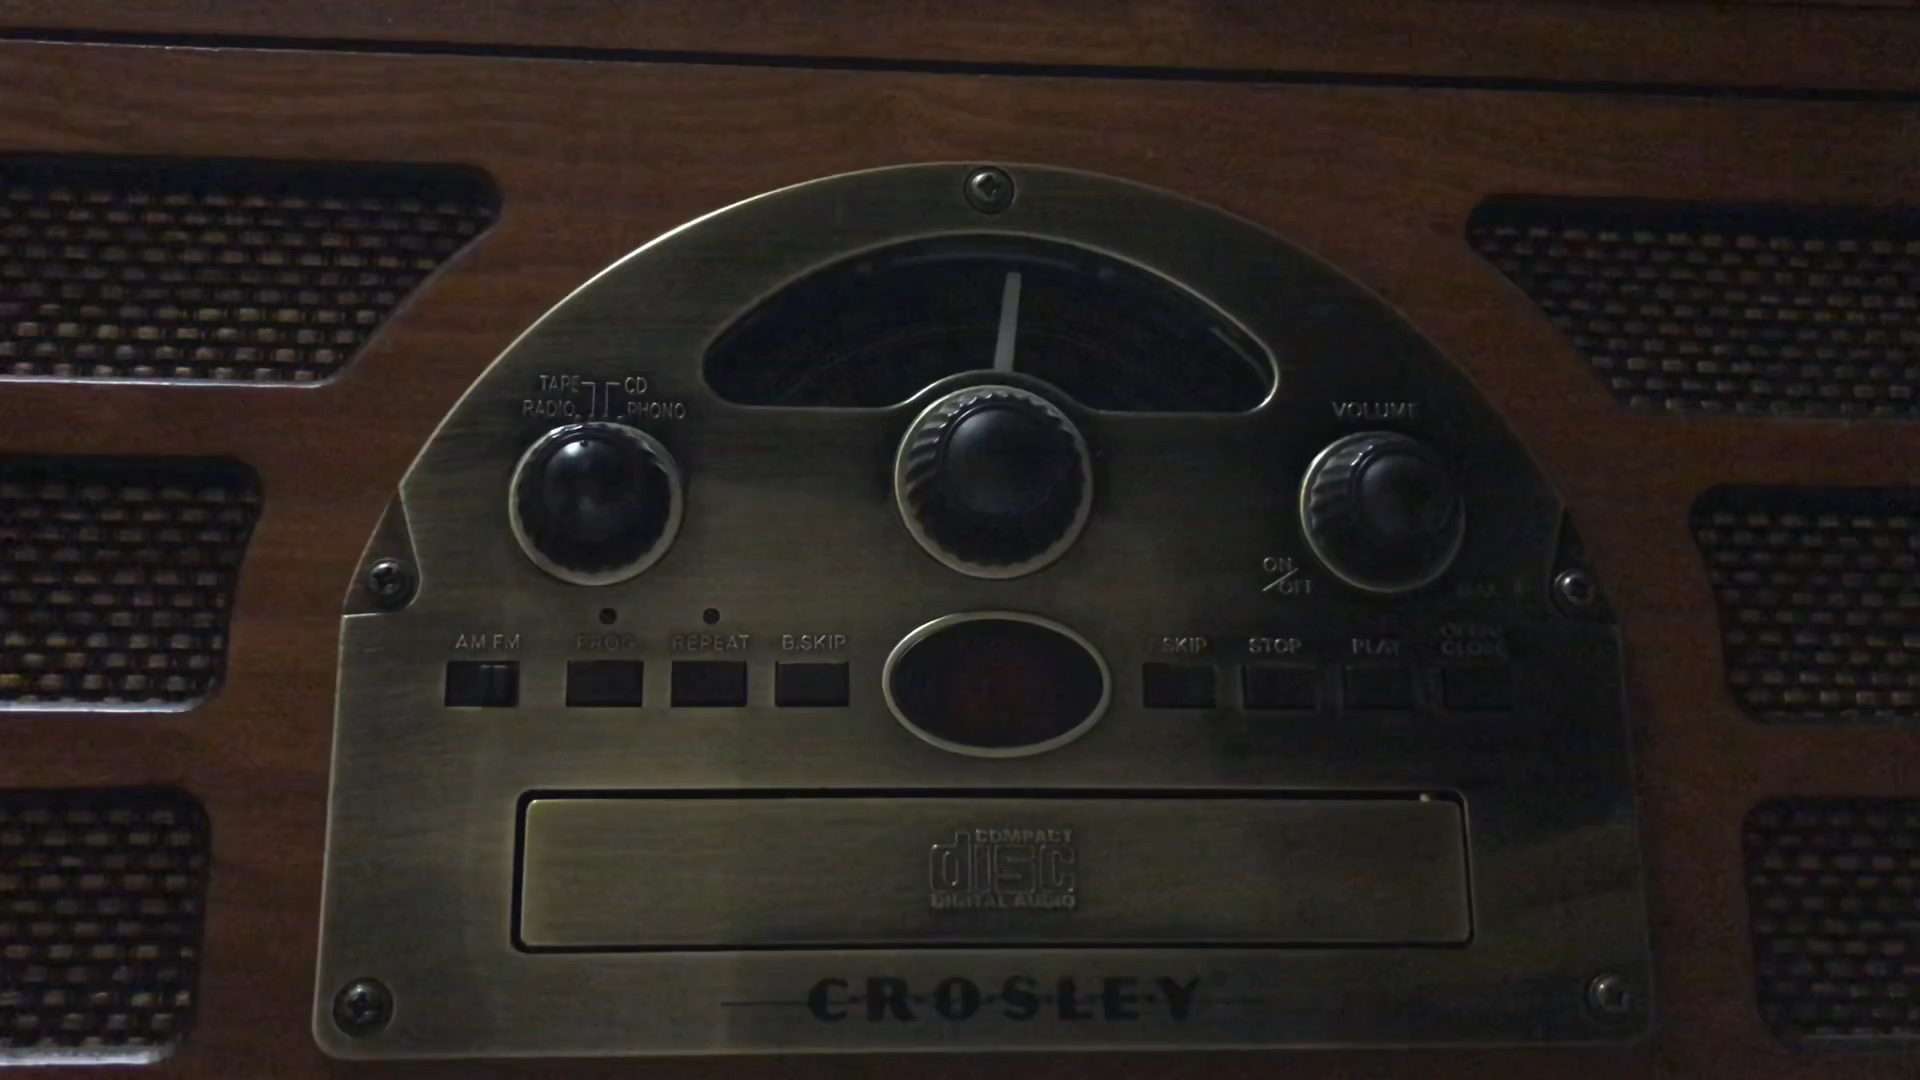 TAPE CD
RADIO PHONO
VOLUME
ON/OFF
MAX
AM FM
PROG
REPEAT
B.SKIP
SKIP
STOP
PLAY
OPEN
CLOSE
COMPACT
disc
DIGITAL AUDIO
CROSLEY